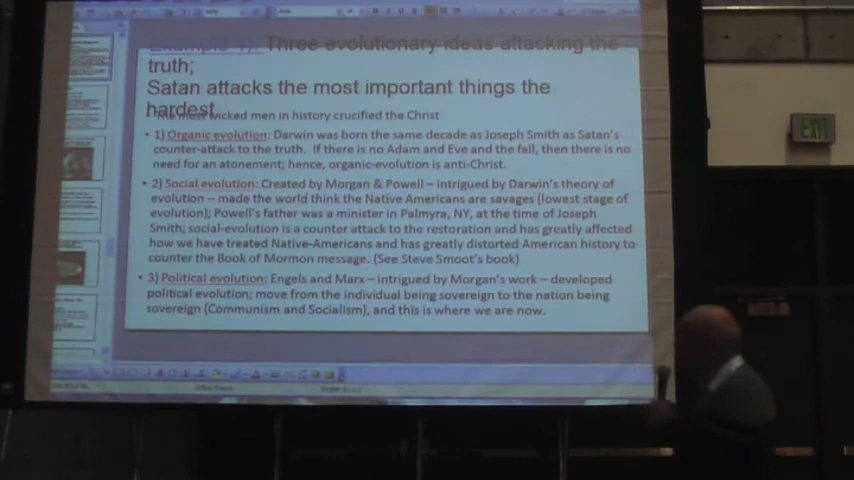 Example 1): Three evolutionary ideas attacking the
truth;
Satan attacks the most important things the
hardest
The most wicked men in history crucified the Christ
• 1) Organic evolution: Darwin was born the same decade as Joseph Smith as Satan's
counter-attack to the truth. If there is no Adam and Eve and the fall, then there is no
need for an atonement; hence, organic-evolution is anti-Christ.
• 2) Social evolution: Created by Morgan & Powell – intrigued by Darwin's theory of
evolution – made the world think the Native Americans are savages (lowest stage of
evolution); Powell's father was a minister in Palmyra, NY, at the time of Joseph
Smith; social-evolution is a counter attack to the restoration and has greatly affected
how we have treated Native-Americans and has greatly distorted American history to
counter the Book of Mormon message. (See Steve Smoot's book)
• 3) Political evolution: Engels and Marx – intrigued by Morgan's work – developed
political evolution; move from the individual being sovereign to the nation being
sovereign (Communism and Socialism), and this is where we are now.
EXIT